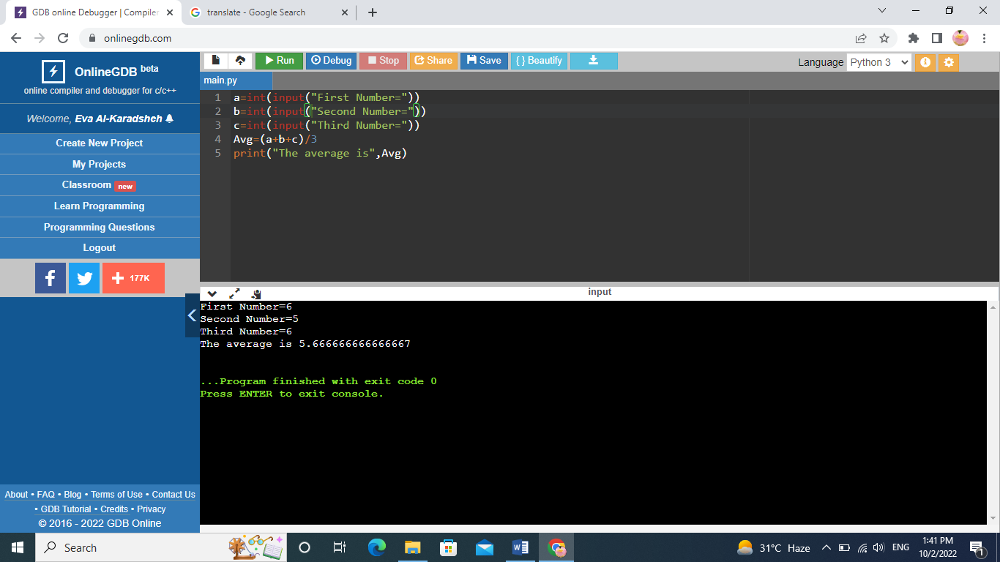 GDB online Debugger | Compiler
translate - Google Search
onlinegdb.com
OnlineGDB beta
online compiler and debugger for c/c++
Welcome, Eva Al-Karadsheh
Create New Project
My Projects
Classroom new
Learn Programming
Programming Questions
Logout
177K
About • FAQ • Blog • Terms of Use • Contact Us
• GDB Tutorial • Credits • Privacy
© 2016 - 2022 GDB Online
Run Debug Stop Share Save { } Beautify
Language Python 3
main.py
1 a=int(input("First Number="))
2 b=int(input("Second Number="))
3 c=int(input("Third Number="))
4 Avg=(a+b+c)/3
5 print("The average is",Avg)
input
First Number=6
Second Number=5
Third Number=6
The average is 5.666666666666667
...Program finished with exit code 0
Press ENTER to exit console.
Search
31°C Haze
ENG
1:41 PM
10/2/2022
1